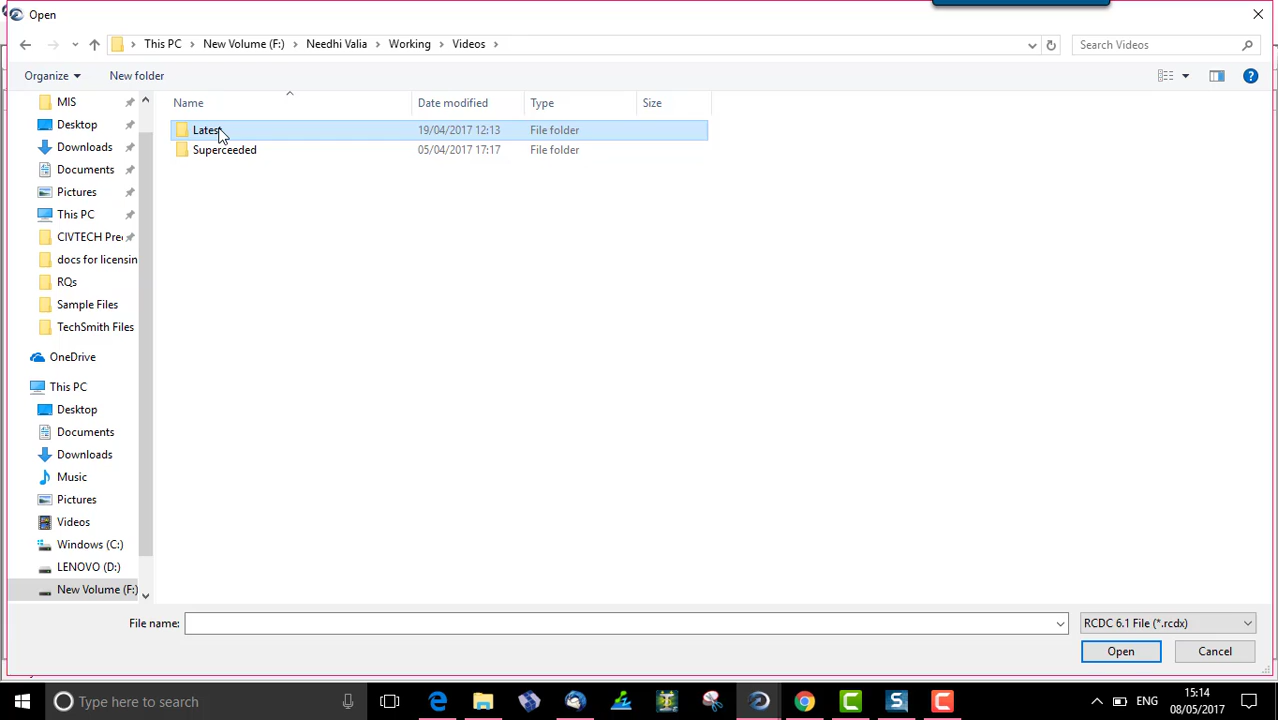 Open
This PC New Volume (F:) Needhi Valia Working Videos
Search Videos
Organize New folder
Name Date modified Type Size
Latest 19/04/2017 12:13 File folder
Superceeded 05/04/2017 17:17 File folder
MIS
Desktop
Downloads
Documents
Pictures
This PC
CIVTECH Pre
docs for licensin
RQs
Sample Files
TechSmith Files
OneDrive
This PC
Desktop
Documents
Downloads
Music
Pictures
Videos
Windows (C:)
LENOVO (D:)
New Volume (F:)
File name: RCDC 6.1 File (*.rcdx)
Open Cancel
Type here to search
ENG
15:14
08/05/2017